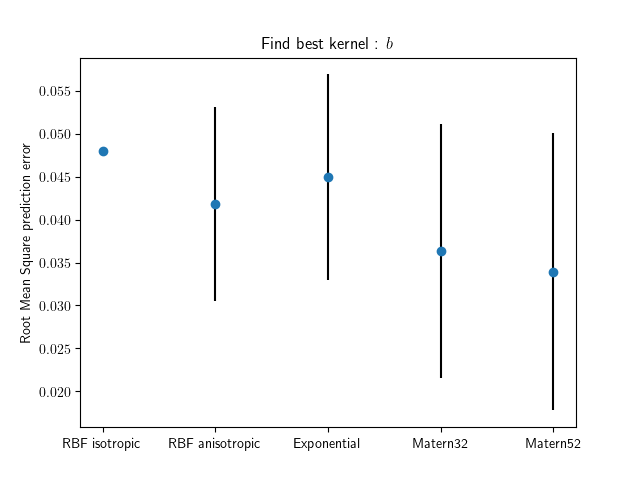 Find best kernel : b
Root Mean Square prediction error
0.055
0.050
0.045
0.040
0.035
0.030
0.025
0.020
RBF isotropic
RBF anisotropic
Exponential
Matern32
Matern52